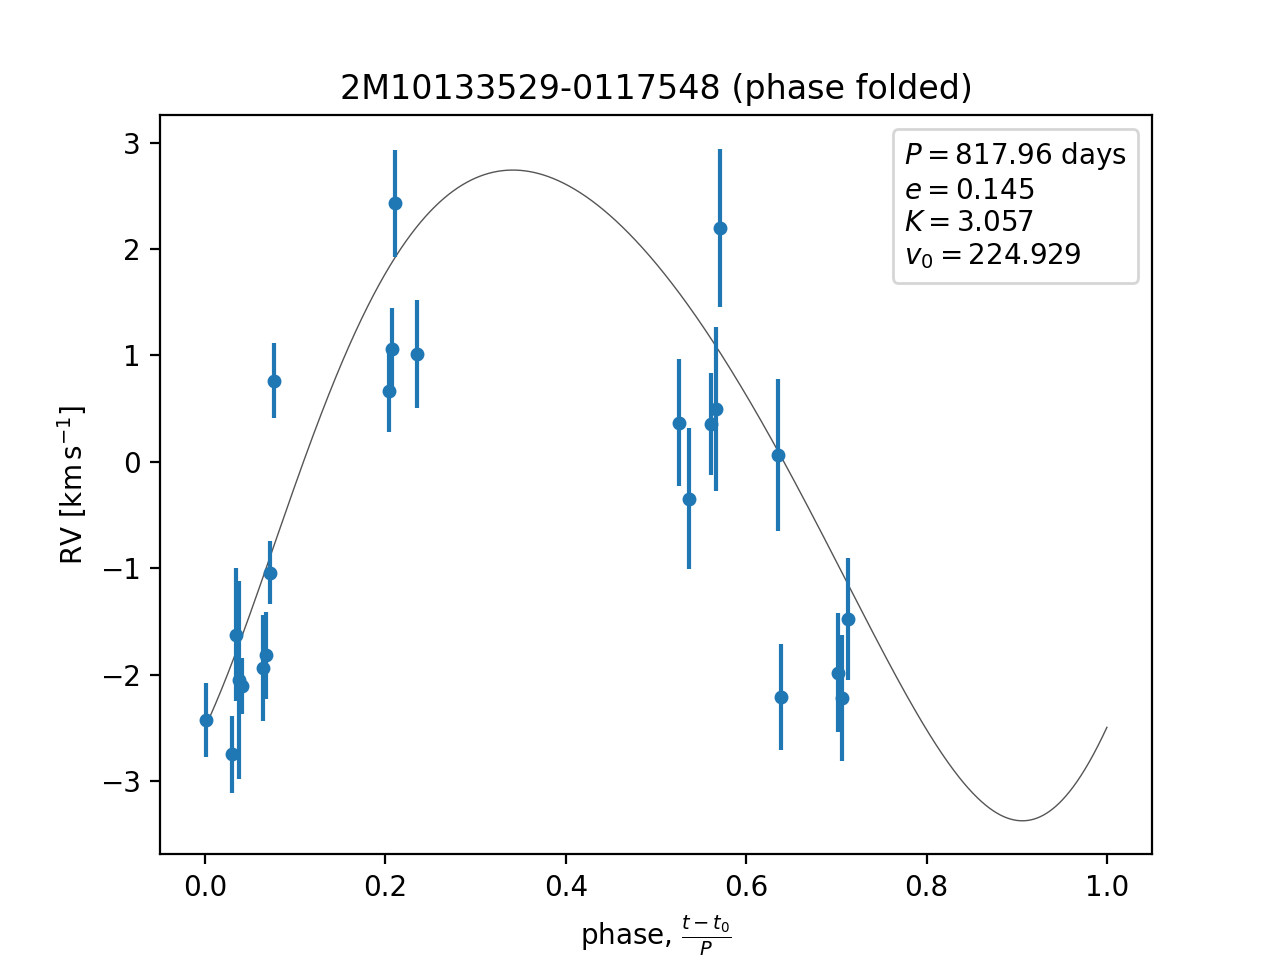 2M10133529-0117548 (phase folded)
P = 817.96 days
e = 0.145
K = 3.057
v₀ = 224.929
3
2
1
0
−1
−2
−3
RV [km s⁻¹]
0.0 0.2 0.4 0.6 0.8 1.0
phase, (t − t₀)/P